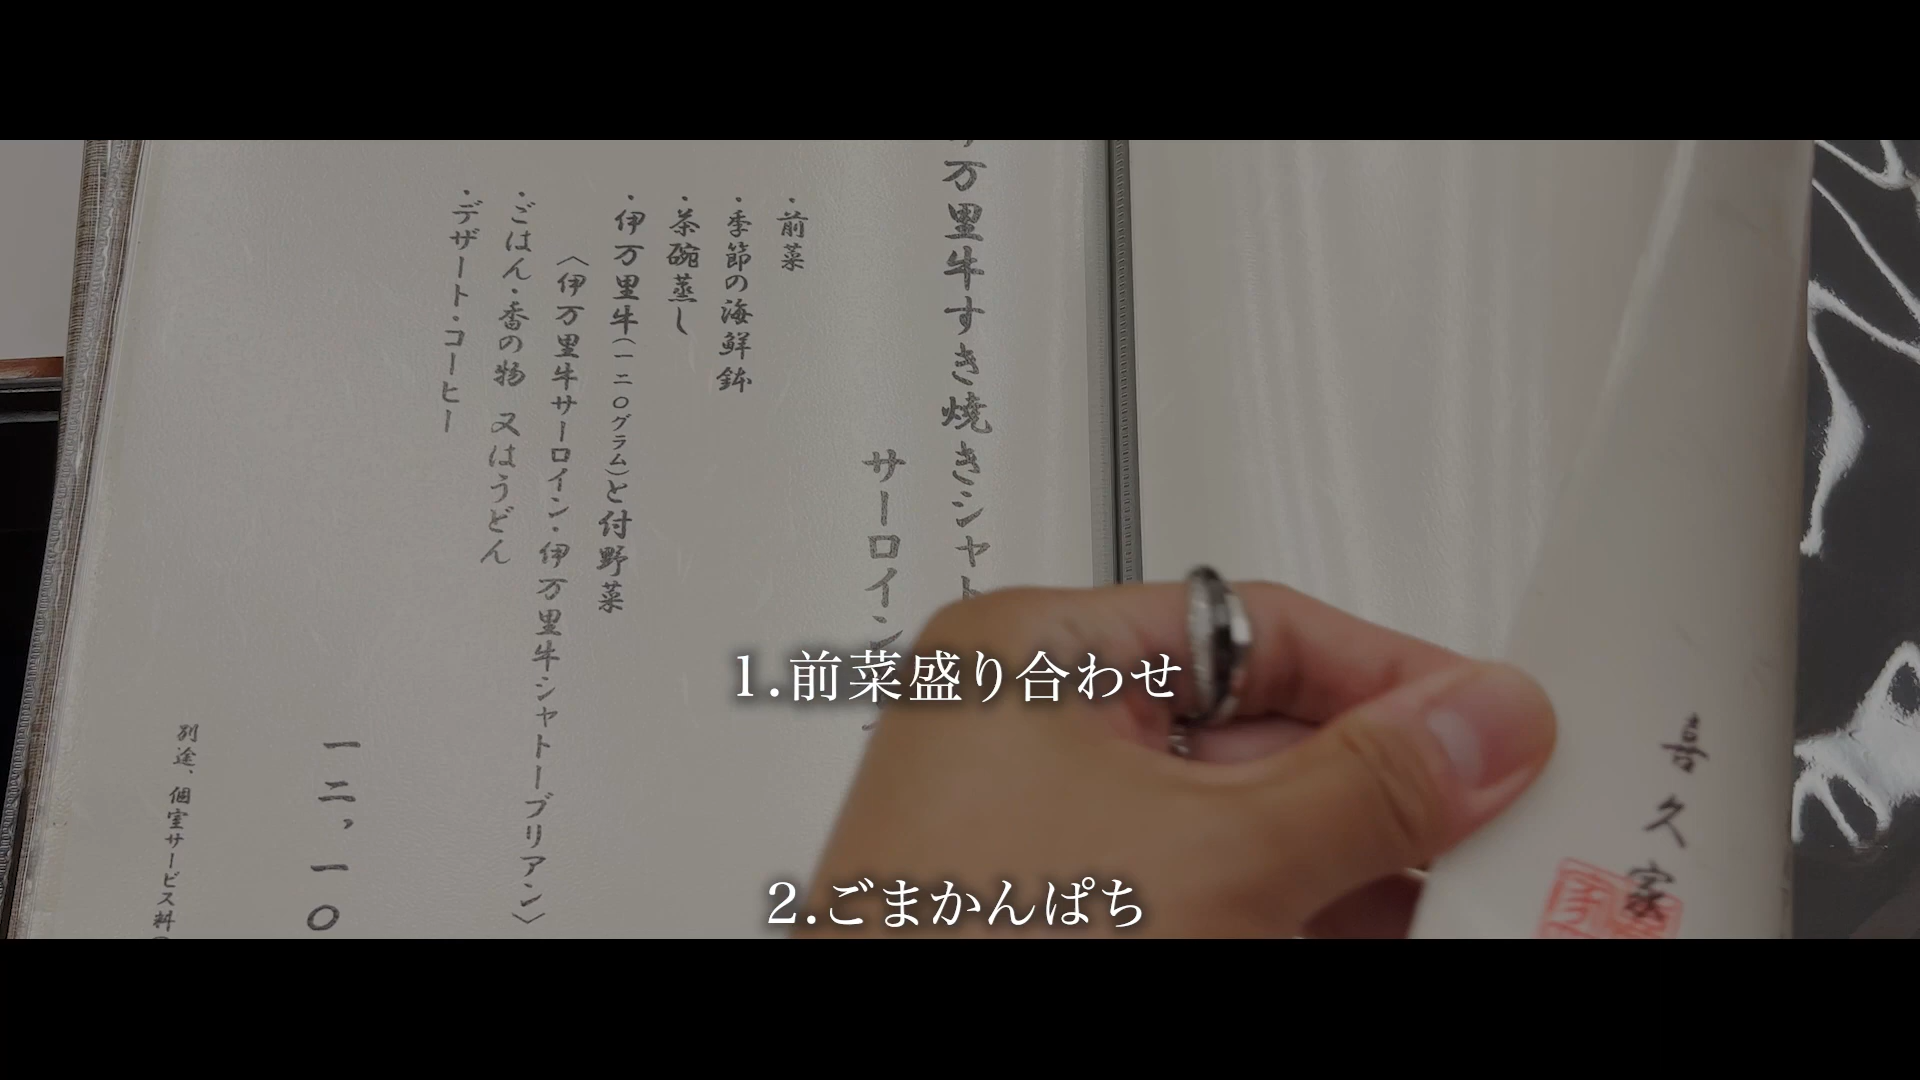 万里牛すき焼きシャト
サーロイン
・前菜
・季節の海鮮鉢
・茶碗蒸し
・伊万里牛(一二〇グラム)と付野菜
〈伊万里牛サーロイン・伊万里牛シャトーブリアン〉
・ごはん・香の物 又はうどん
・デザート・コーヒー
一二,一〇
別途、個室サービス料
喜久家
1.前菜盛り合わせ
2.ごまかんぱち